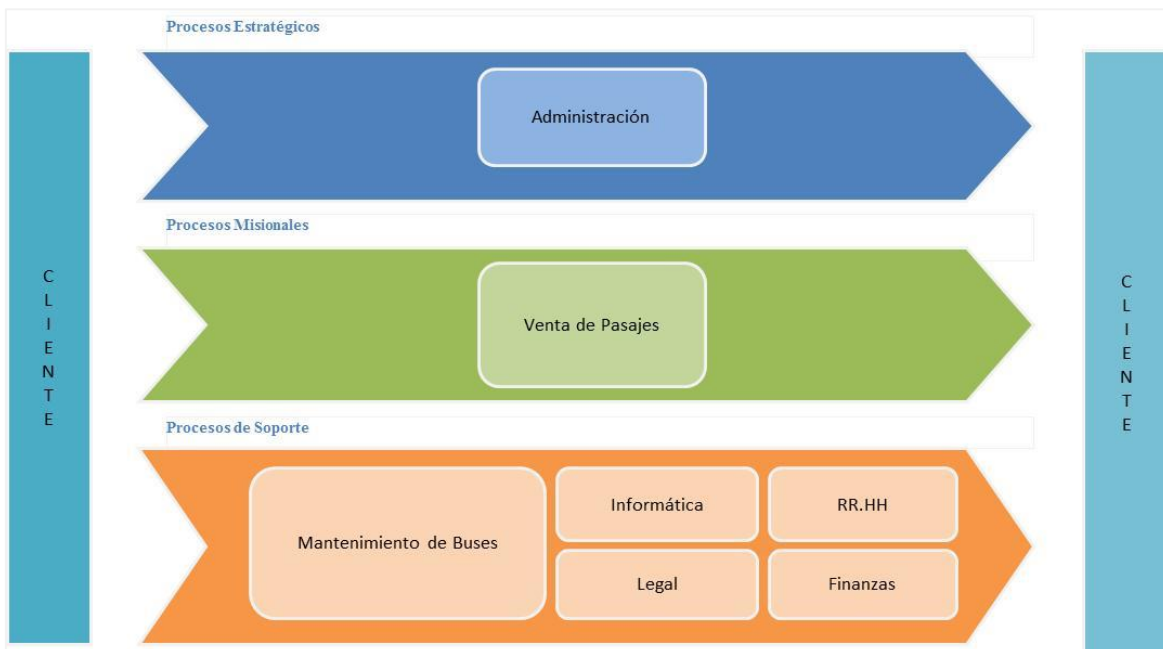 Procesos Estratégicos
Administración
Procesos Misionales
Venta de Pasajes
Procesos de Soporte
Mantenimiento de Buses
Informática
RR.HH
Legal
Finanzas
C
L
I
E
N
T
E
C
L
I
E
N
T
E